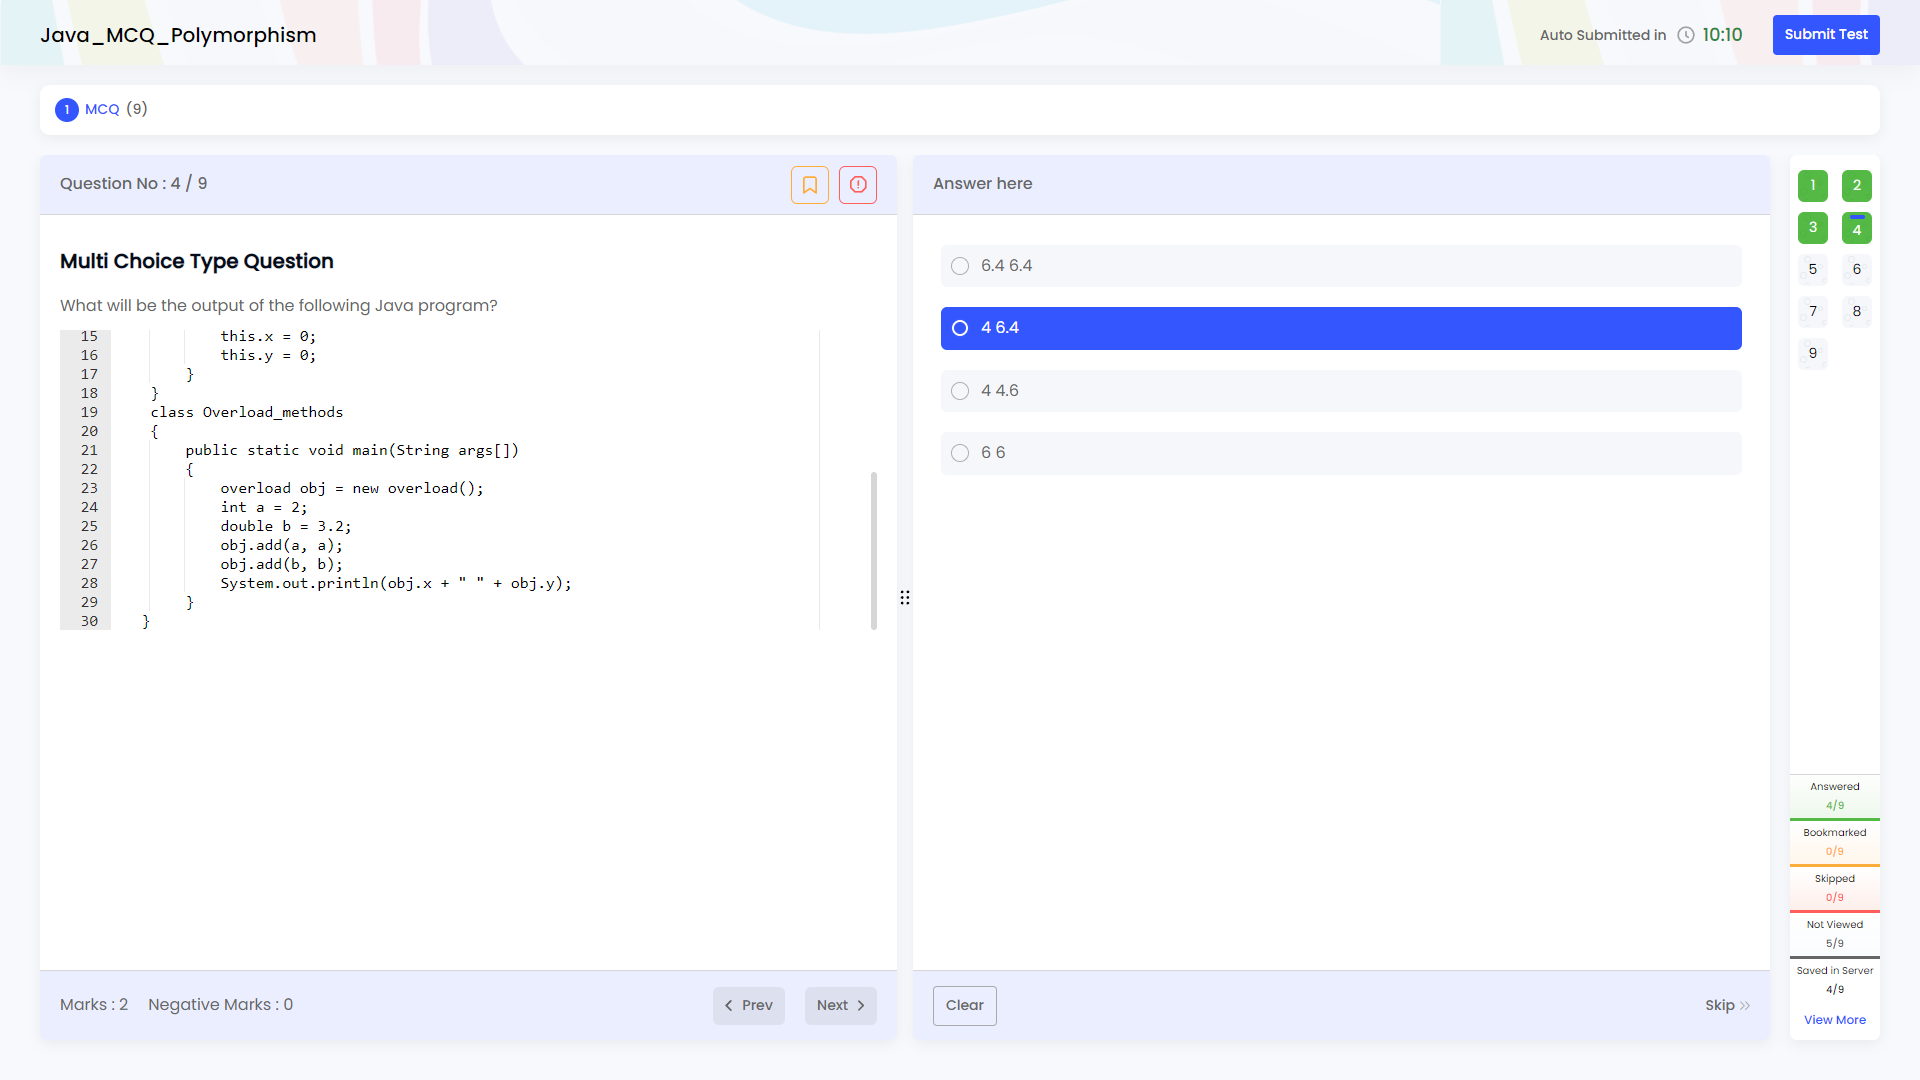 Java_MCQ_Polymorphism
Auto Submitted in 10:10
Submit Test
1 MCQ (9)
Question No : 4 / 9
Multi Choice Type Question
What will be the output of the following Java program?
15 this.x = 0;
16 this.y = 0;
17 }
18 }
19 class Overload_methods
20 {
21 public static void main(String args[])
22 {
23 overload obj = new overload();
24 int a = 2;
25 double b = 3.2;
26 obj.add(a, a);
27 obj.add(b, b);
28 System.out.println(obj.x + " " + obj.y);
29 }
30 }
Marks : 2 Negative Marks : 0
Prev
Next
Answer here
6.4 6.4
4 6.4
4 4.6
6 6
Clear
Skip
1 2
3 4
5 6
7 8
9
Answered
4/9
Bookmarked
0/9
Skipped
0/9
Not Viewed
5/9
Saved in Server
4/9
View More